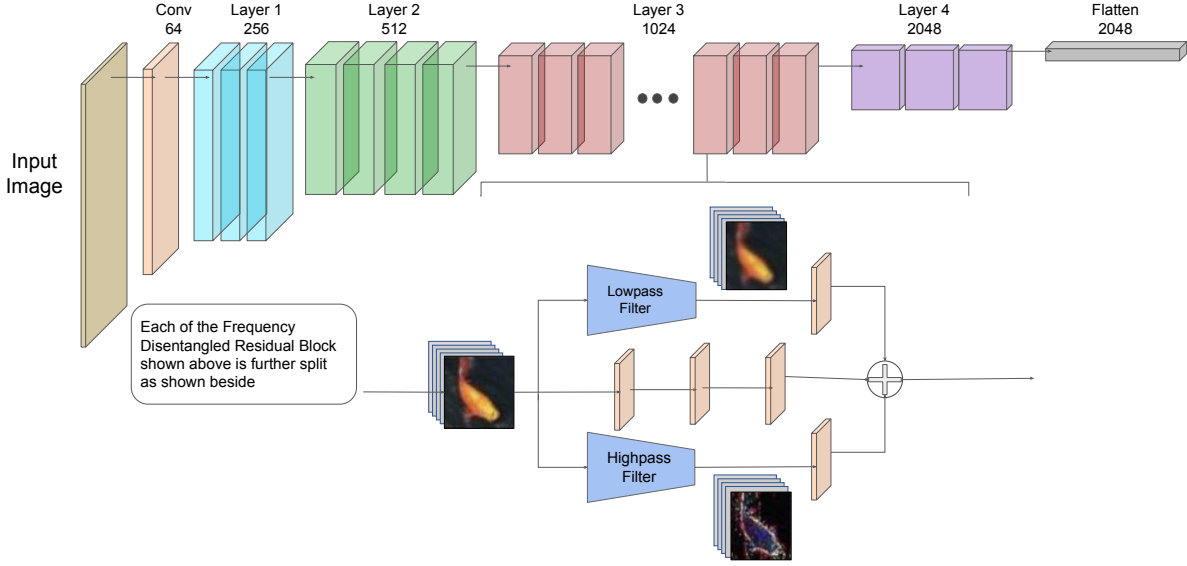 Conv
64
Layer 1
256
Layer 2
512
Layer 3
1024
Layer 4
2048
Flatten
2048
Input
Image
Lowpass
Filter
Each of the Frequency
Disentangled Residual Block
shown above is further split
as shown beside
Highpass
Filter